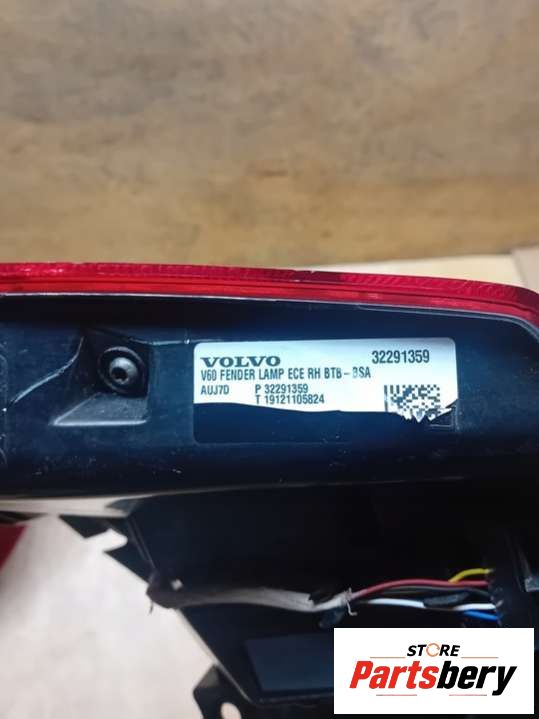 VOLVO 32291359
V60 FENDER LAMP ECE RH BTB-BSA
AUJ7D P 32291359
T 19121105824
STORE
Partsbery